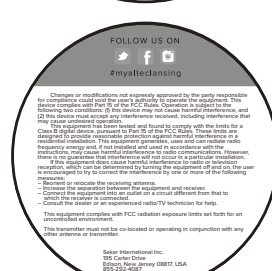 FOLLOW US ON
#myalteclansing
Changes or modifications not expressly approved by the party responsible
for compliance could void the user's authority to operate the equipment. This
device complies with Part 15 of the FCC Rules. Operation is subject to the
following two conditions: (1) this device may not cause harmful interference, and
(2) this device must accept any interference received, including interference that
may cause undesired operation.
This equipment has been tested and found to comply with the limits for a
Class B digital device, pursuant to Part 15 of the FCC Rules. These limits are
designed to provide reasonable protection against harmful interference in a
residential installation. This equipment generates, uses and can radiate radio
frequency energy and, if not installed and used in accordance with the
instructions, may cause harmful interference to radio communications. However,
there is no guarantee that interference will not occur in a particular installation.
If this equipment does cause harmful interference to radio or television
reception, which can be determined by turning the equipment off and on, the user
is encouraged to try to correct the interference by one or more of the following
measures:
– Reorient or relocate the receiving antenna.
– Increase the separation between the equipment and receiver.
– Connect the equipment into an outlet on a circuit different from that to
which the receiver is connected.
– Consult the dealer or an experienced radio/TV technician for help.
This equipment complies with FCC radiation exposure limits set forth for an
uncontrolled environment.
This transmitter must not be co-located or operating in conjunction with any
other antenna or transmitter.
Sakar International Inc.
195 Carter Drive
Edison, New Jersey 08817, USA
855-292-4087